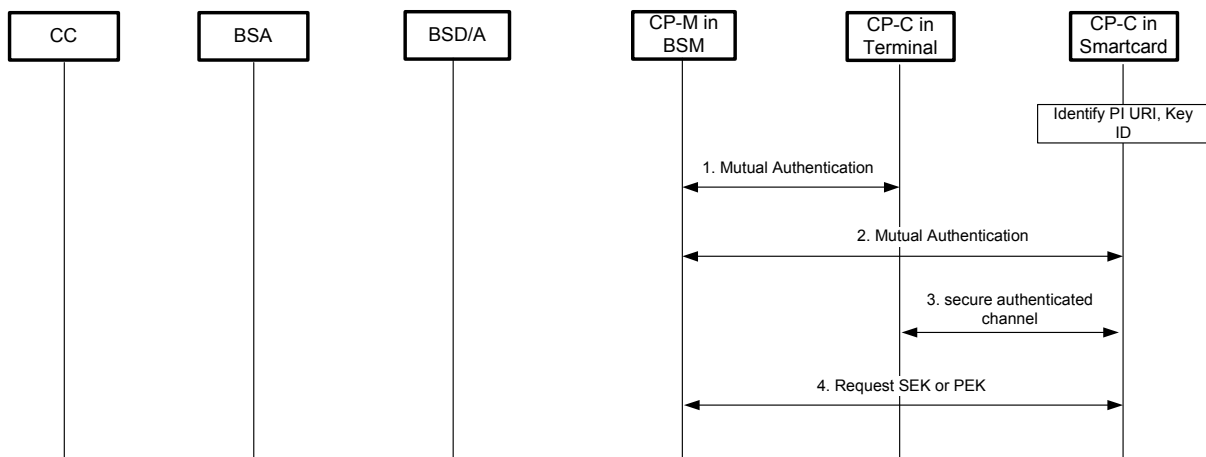 CC
BSA
BSD/A
CP-M in
BSM
CP-C in
Terminal
CP-C in
Smartcard
Identify PI URI, Key
ID
1. Mutual Authentication
2. Mutual Authentication
3. secure authenticated
channel
4. Request SEK or PEK